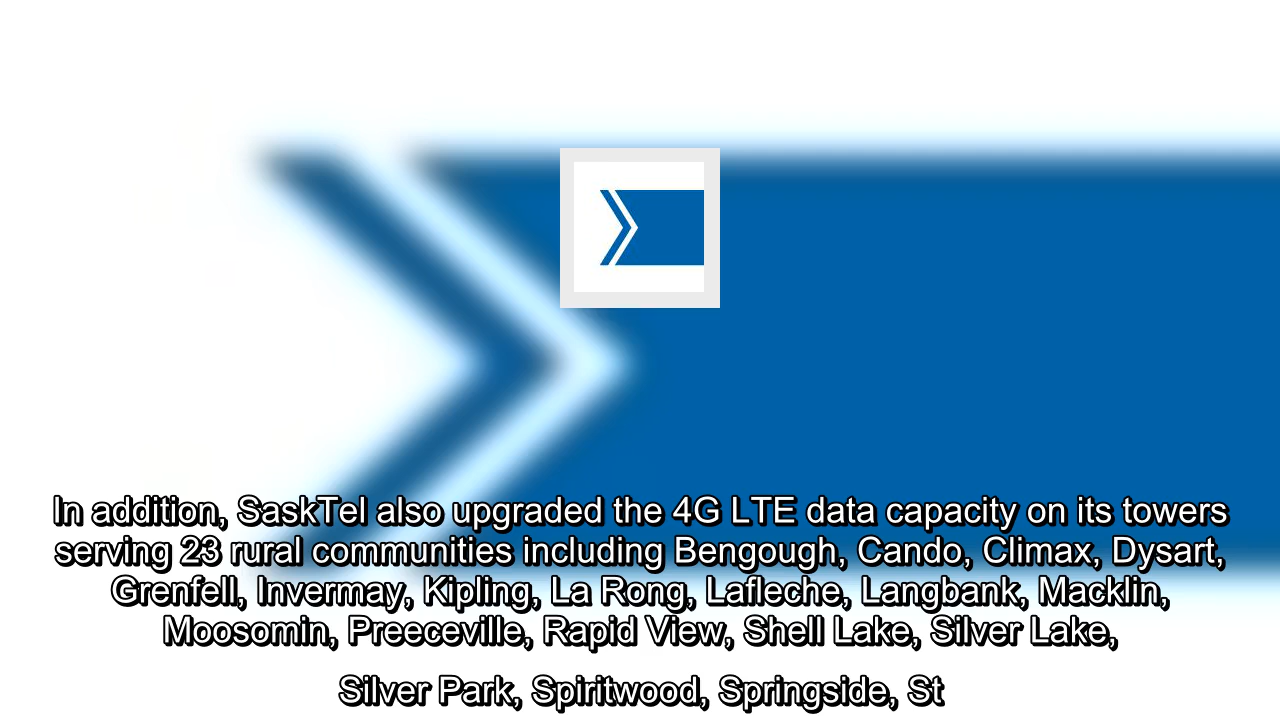 In addition, SaskTel also upgraded the 4G LTE data capacity on its towers
serving 23 rural communities including Bengough, Cando, Climax, Dysart,
Grenfell, Invermay, Kipling, La Rong, Lafleche, Langbank, Macklin,
Moosomin, Preeceville, Rapid View, Shell Lake, Silver Lake,
Silver Park, Spiritwood, Springside, St